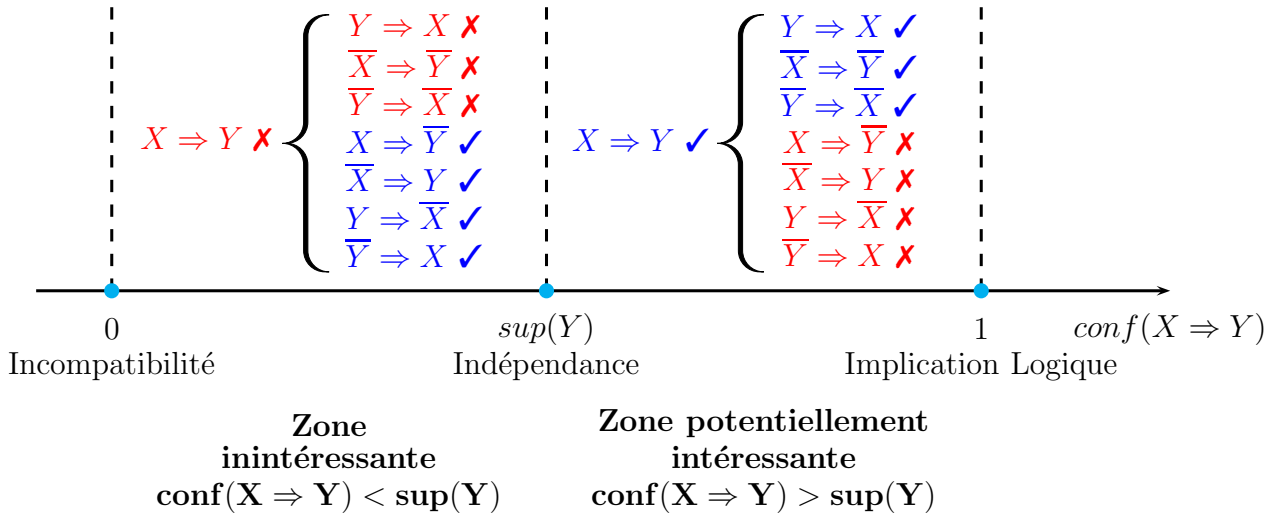 Y ⇒ X ✗
X̅ ⇒ Y̅ ✗
Y̅ ⇒ X̅ ✗
X ⇒ Y ✗
X ⇒ Y̅ ✓
X̅ ⇒ Y ✓
Y ⇒ X̅ ✓
Y̅ ⇒ X ✓
Y ⇒ X ✓
X̅ ⇒ Y̅ ✓
Y̅ ⇒ X̅ ✓
X ⇒ Y ✓
X ⇒ Y̅ ✗
X̅ ⇒ Y ✗
Y ⇒ X̅ ✗
Y̅ ⇒ X ✗
0
Incompatibilité
sup(Y)
Indépendance
1
Implication Logique
conf(X ⇒ Y)
Zone
inintéressante
conf(X ⇒ Y) < sup(Y)
Zone potentiellement
intéressante
conf(X ⇒ Y) > sup(Y)